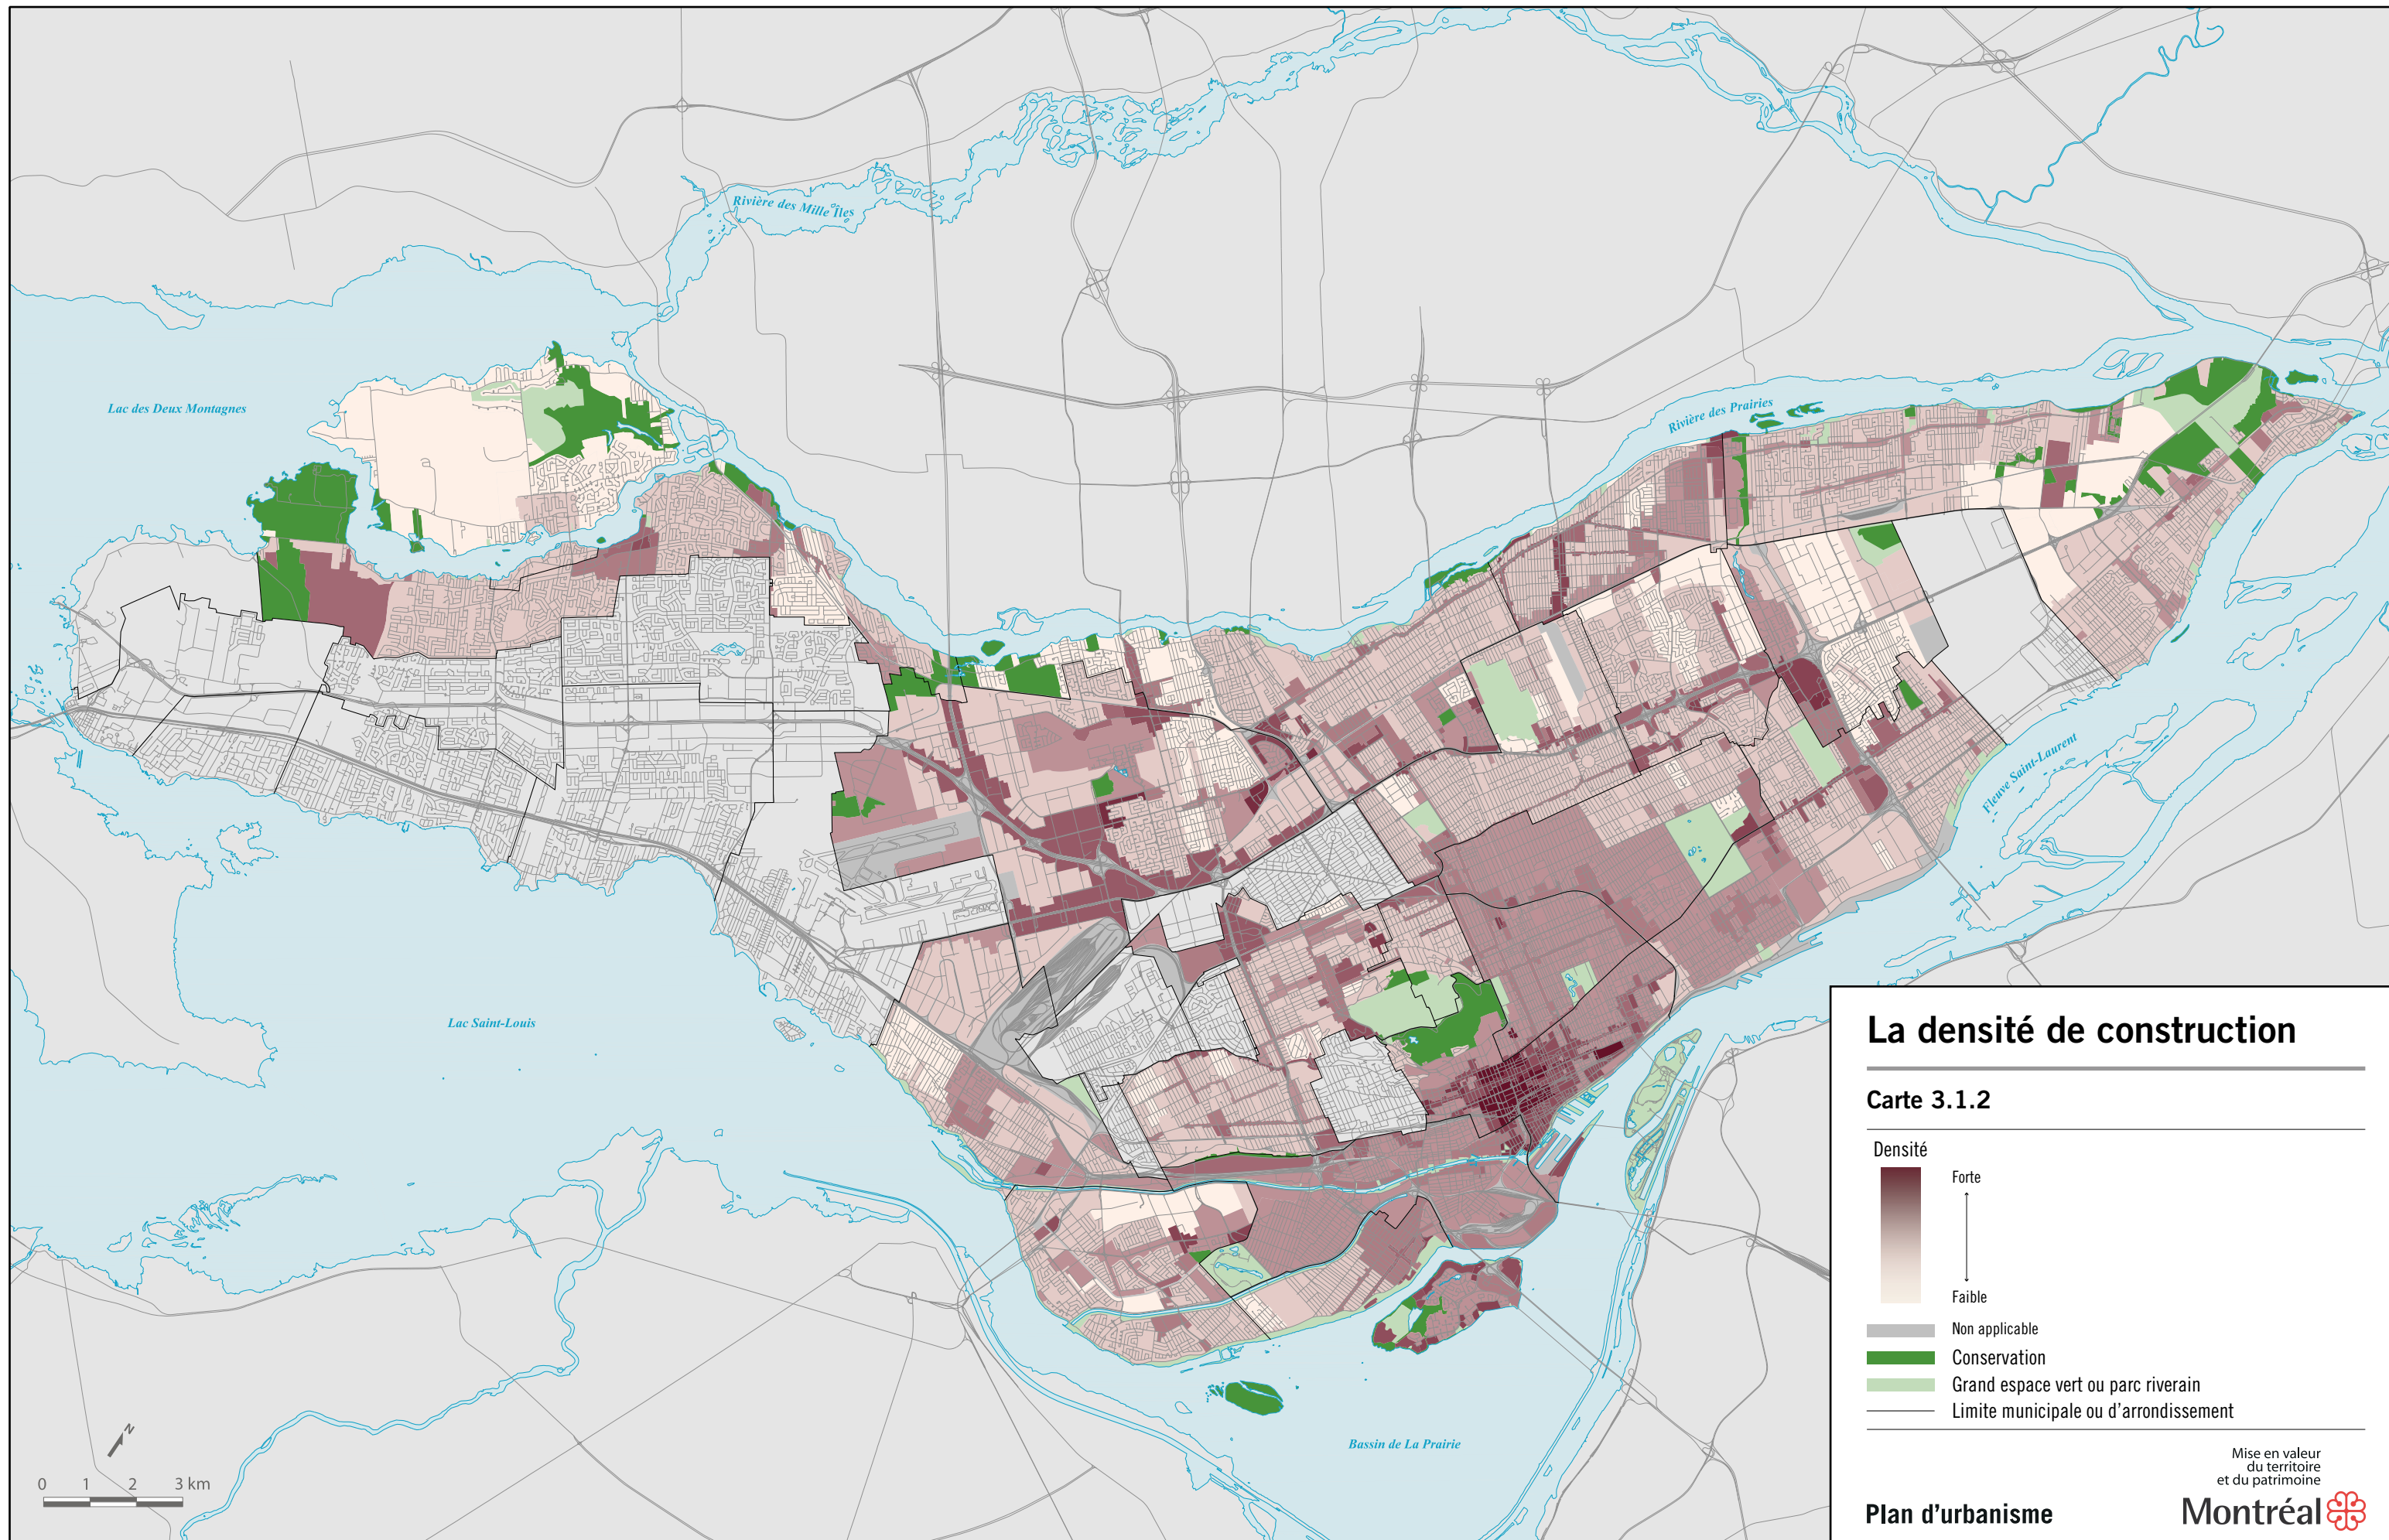 Rivière des Mille Îles
Lac des Deux Montagnes
Rivière des Prairies
Fleuve Saint-Laurent
Lac Saint-Louis
Bassin de La Prairie
N
0 1 2 3 km
La densité de construction
Carte 3.1.2
Densité
Forte
Faible
Non applicable
Conservation
Grand espace vert ou parc riverain
Limite municipale ou d'arrondissement
Mise en valeur
du territoire
et du patrimoine
Plan d'urbanisme
Montréal